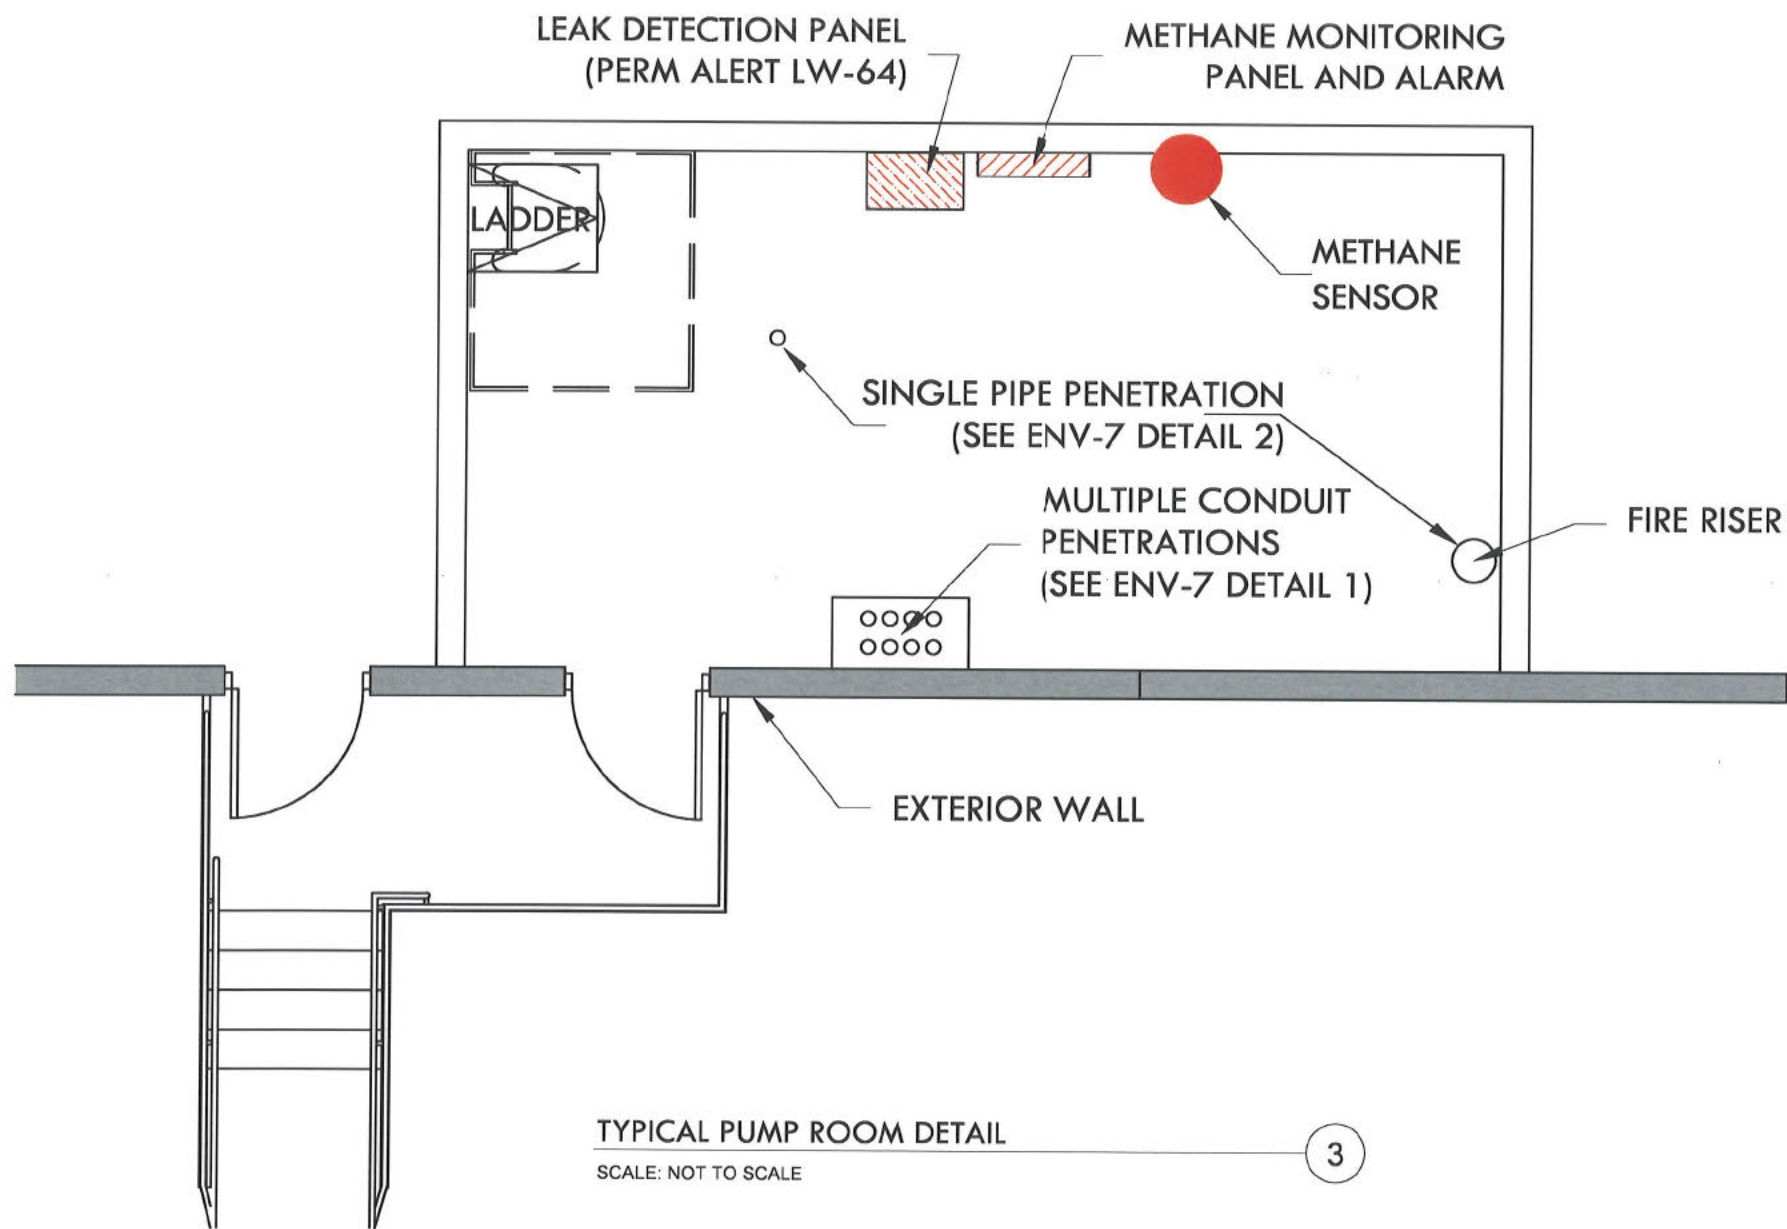 LEAK DETECTION PANEL
(PERM ALERT LW-64)
METHANE MONITORING
PANEL AND ALARM
LADDER
METHANE
SENSOR
SINGLE PIPE PENETRATION
(SEE ENV-7 DETAIL 2)
MULTIPLE CONDUIT
PENETRATIONS
(SEE ENV-7 DETAIL 1)
FIRE RISER
EXTERIOR WALL
TYPICAL PUMP ROOM DETAIL
3
SCALE: NOT TO SCALE